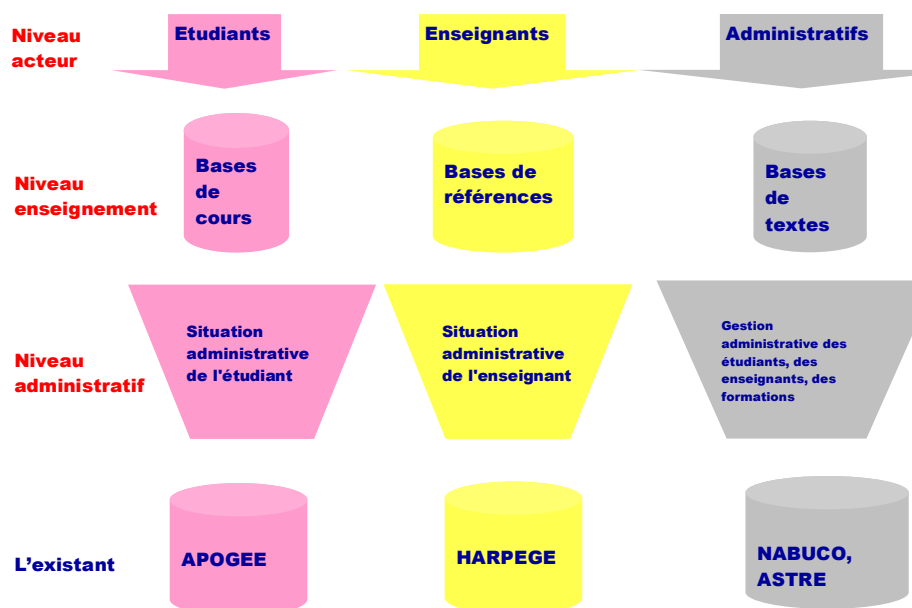 Niveau
acteur
Etudiants
Enseignants
Administratifs
Niveau
enseignement
Bases
de
cours
Bases de
références
Bases
de
textes
Niveau
administratif
Situation
administrative
de l'étudiant
Situation
administrative
de l'enseignant
Gestion
administrative des
étudiants, des
enseignants, des
formations
L’existant
APOGEE
HARPEGE
NABUCO,
ASTRE